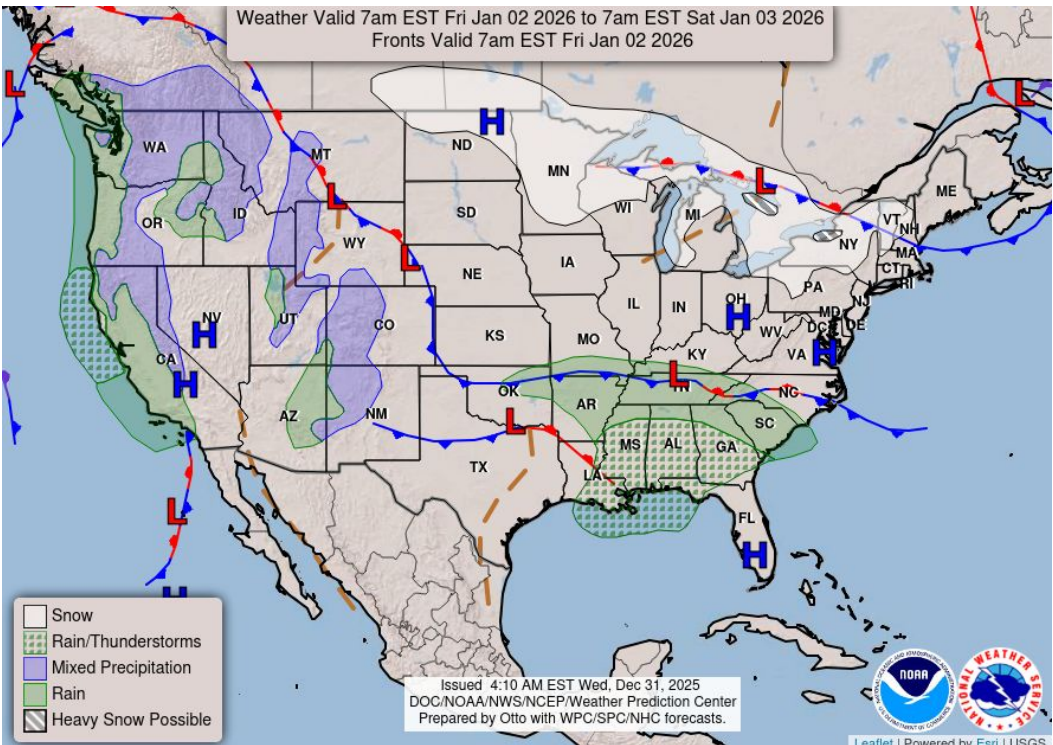 Weather Valid 7am EST Fri Jan 02 2026 to 7am EST Sat Jan 03 2026
Fronts Valid 7am EST Fri Jan 02 2026
L
L
H
WA
MT
ND
MN
L
ME
OR
ID
L
SD
WI
MI
VT
NH
WY
L
NY
MA
CT
RI
NE
IA
PA
NV
H
UT
CO
IL
IN
OH
H
NJ
MD
DE
DC
WV
KS
MO
CA
H
KY
VA
H
L
TN
NC
AZ
NM
OK
AR
L
SC
MS
AL
GA
TX
LA
L
FL
H
H
Snow
Rain/Thunderstorms
Mixed Precipitation
Rain
Heavy Snow Possible
Issued 4:10 AM EST Wed, Dec 31, 2025
DOC/NOAA/NWS/NCEP/Weather Prediction Center
Prepared by Otto with WPC/SPC/NHC forecasts.
NOAA
NATIONAL WEATHER SERVICE
Leaflet | Powered by Esri | USGS